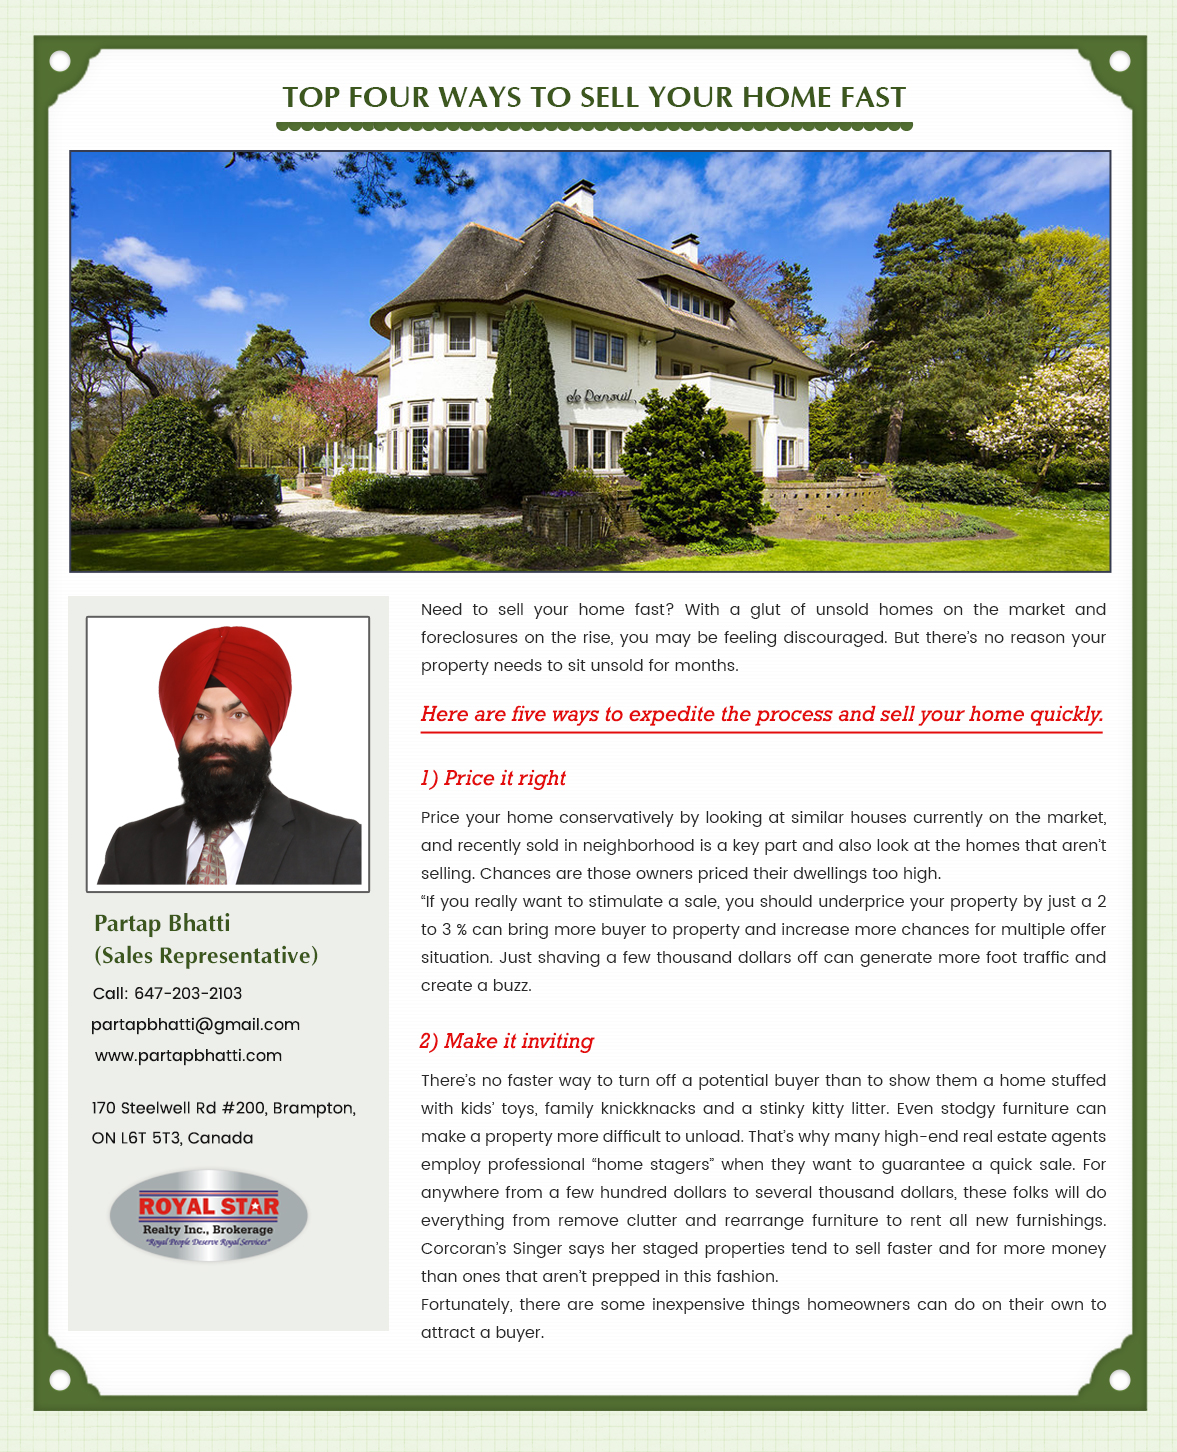 TOP FOUR WAYS TO SELL YOUR HOME FAST
Need to sell your home fast? With a glut of unsold homes on the market and
foreclosures on the rise, you may be feeling discouraged. But there’s no reason your
property needs to sit unsold for months.
Here are five ways to expedite the process and sell your home quickly.
1) Price it right
Price your home conservatively by looking at similar houses currently on the market,
and recently sold in neighborhood is a key part and also look at the homes that aren’t
selling. Chances are those owners priced their dwellings too high.
“If you really want to stimulate a sale, you should underprice your property by just a 2
to 3 % can bring more buyer to property and increase more chances for multiple offer
situation. Just shaving a few thousand dollars off can generate more foot traffic and
create a buzz.
2) Make it inviting
There’s no faster way to turn off a potential buyer than to show them a home stuffed
with kids’ toys, family knickknacks and a stinky kitty litter. Even stodgy furniture can
make a property more difficult to unload. That’s why many high-end real estate agents
employ professional “home stagers” when they want to guarantee a quick sale. For
anywhere from a few hundred dollars to several thousand dollars, these folks will do
everything from remove clutter and rearrange furniture to rent all new furnishings.
Corcoran’s Singer says her staged properties tend to sell faster and for more money
than ones that aren’t prepped in this fashion.
Fortunately, there are some inexpensive things homeowners can do on their own to
attract a buyer.
Partap Bhatti
(Sales Representative)
Call: 647-203-2103
partapbhatti@gmail.com
www.partapbhatti.com
170 Steelwell Rd #200, Brampton,
ON L6T 5T3, Canada
ROYAL STAR
Realty Inc., Brokerage
"Royal People Deserve Royal Services"